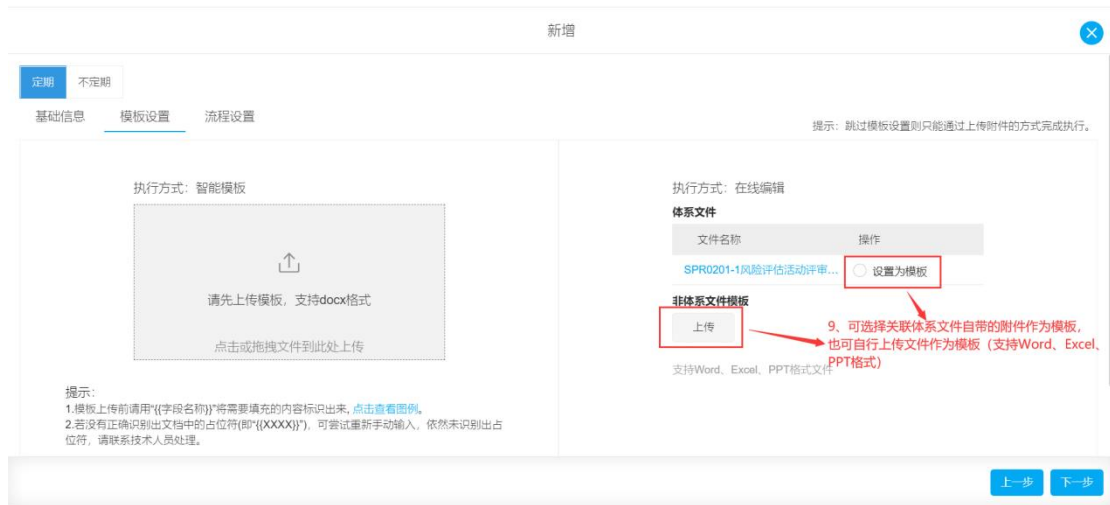 新增
定期 不定期
基础信息 模板设置 流程设置
提示：跳过模板设置则只能通过上传附件的方式完成执行。
执行方式：智能模板
请先上传模板，支持docx格式
点击或拖拽文件到此处上传
提示：
1.模板上传前请用“{{字段名称}}”将需要填充的内容标识出来, 点击查看图例。
2.若没有正确识别出文档中的占位符(即“{{XXXX}}”)，可尝试重新手动输入，依然未识别出占
位符，请联系技术人员处理。
执行方式：在线编辑
体系文件
文件名称 操作
SPR0201-1风险评估活动评审... 设置为模板
非体系文件模板
上传
支持Word、Excel、PPT格式文件
9、可选择关联体系文件自带的附件作为模板，
也可自行上传文件作为模板（支持Word、Excel、
PPT格式）
上一步 下一步